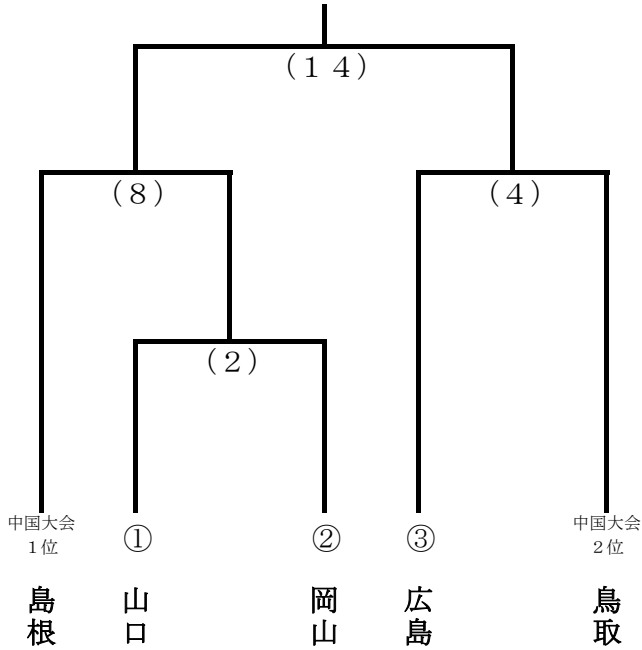 （１４）
（８）
（４）
（２）
中国大会
１位
①
②
③
中国大会
２位
島根
山口
岡山
広島
鳥取